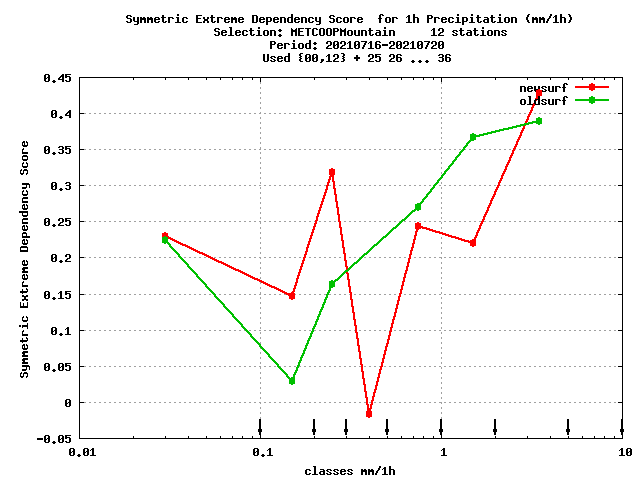 Symmetric Extreme Dependency Score  for 1h Precipitation (mm/1h)
Selection: METCOOPMountain     12 stations
Period: 20210716-20210720
Used {00,12} + 25 26 ... 36
newsurf
oldsurf
Symmetric Extreme Dependency Score
0.45
0.4
0.35
0.3
0.25
0.2
0.15
0.1
0.05
0
-0.05
0.01
0.1
1
10
classes mm/1h